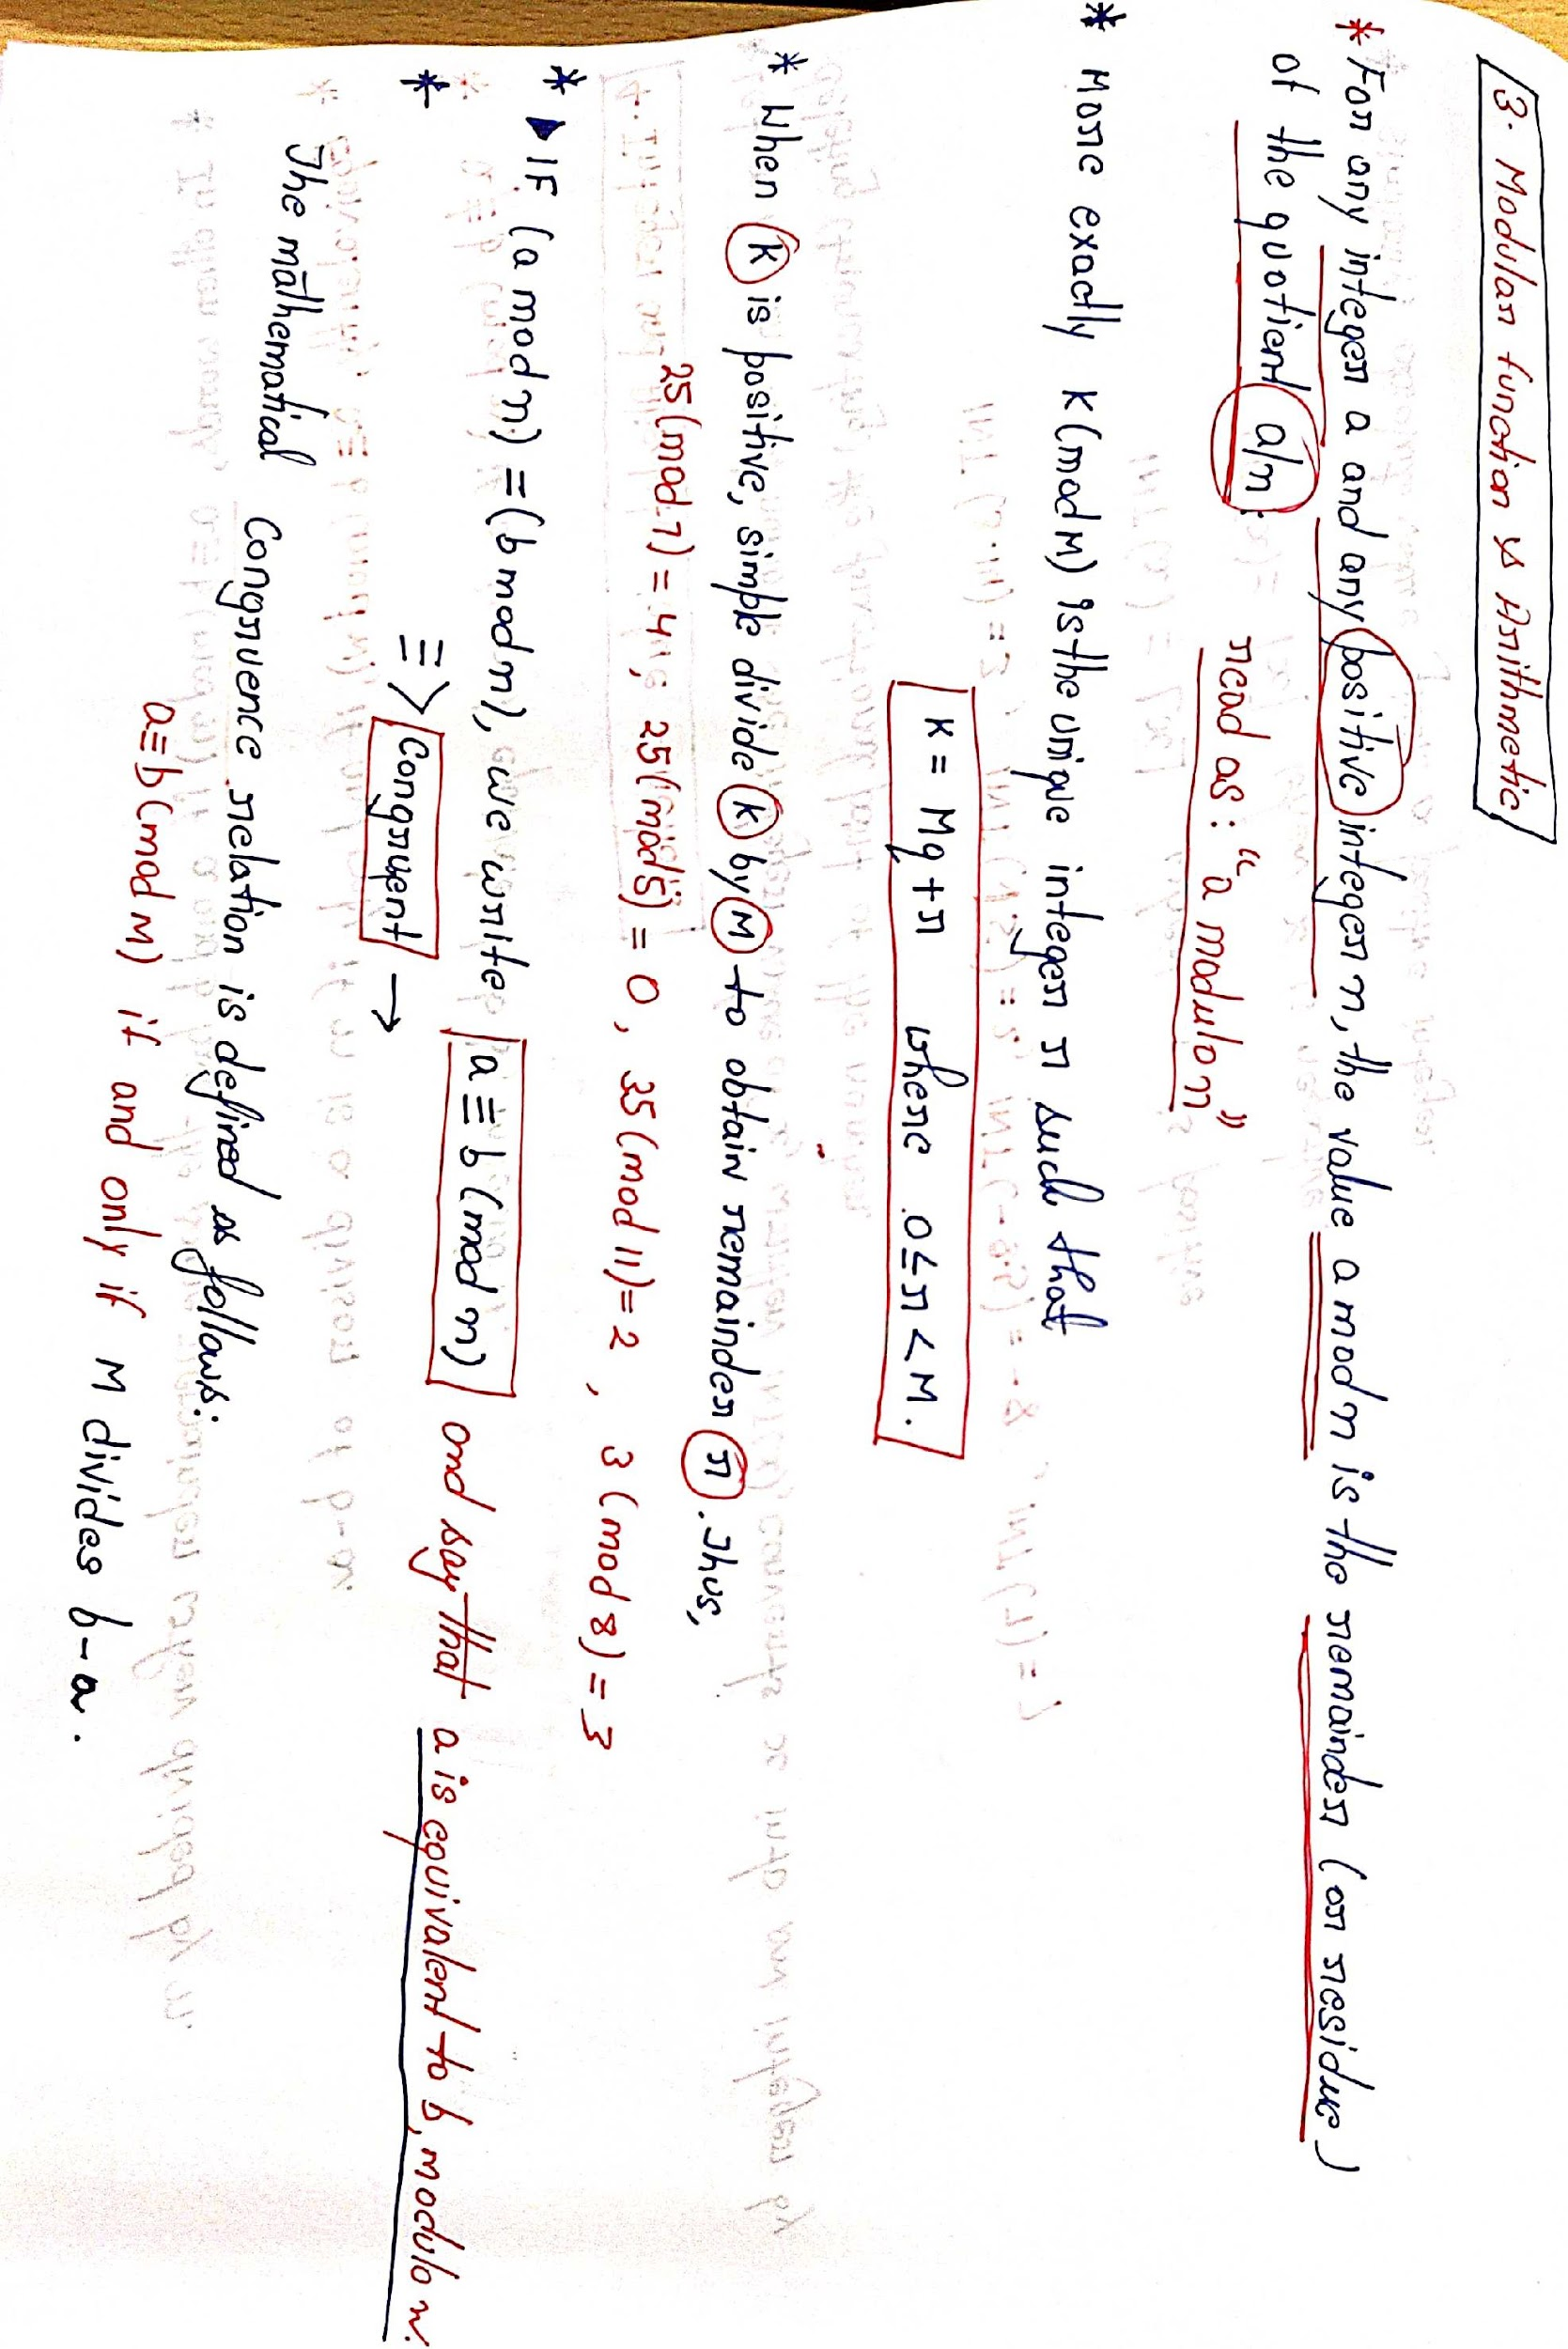 3. Modular function & Arithmetic
* For any integer a and any positive integer n, the value a mod n is the remainder (or residue)
of the quotient a/n: read as: "a modulo n"
* More exactly K (mod M) is the unique integer r such that
K = Mq + r where 0 ≤ r < M.
* When K is positive, simple divide K by M to obtain remainder r. Thus,
25 (mod 7) = 4, 25 (mod 5) = 0, 35 (mod 11) = 2, 3 (mod 8) = 3
* IF (a mod n) = (b mod n), we write a ≡ b (mod n) and say that a is equivalent to b, modulo n.
* ≡ > Congruent →
The mathematical Congruence relation is defined as follows:
a ≡ b (mod M) if and only if M divides b - a.